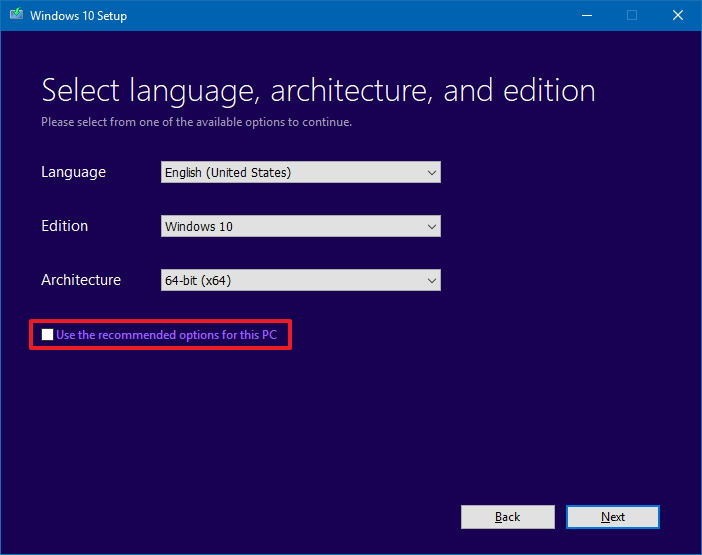 Windows 10 Setup
Select language, architecture, and edition
Please select from one of the available options to continue.
Language English (United States)
Edition Windows 10
Architecture 64-bit (x64)
Use the recommended options for this PC
Back Next